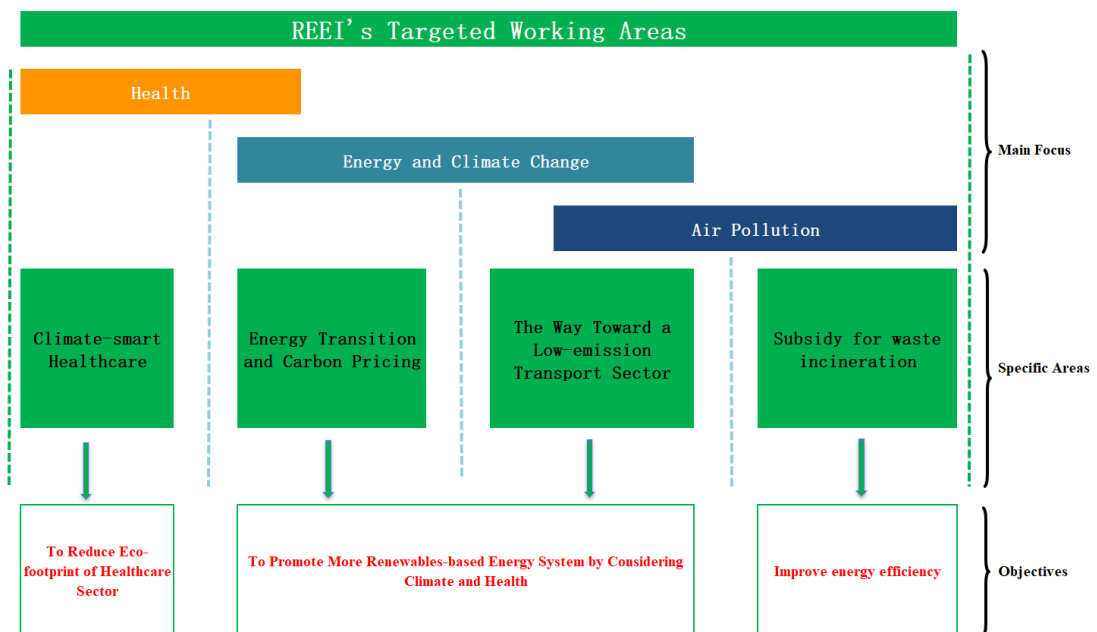 REEI's Targeted Working Areas
Health
Energy and Climate Change
Air Pollution
Main Focus
Climate-smart
Healthcare
Energy Transition
and Carbon Pricing
The Way Toward a
Low-emission
Transport Sector
Subsidy for waste
incineration
Specific Areas
To Reduce Eco-
footprint of Healthcare
Sector
To Promote More Renewables-based Energy System by Considering
Climate and Health
Improve energy efficiency
Objectives